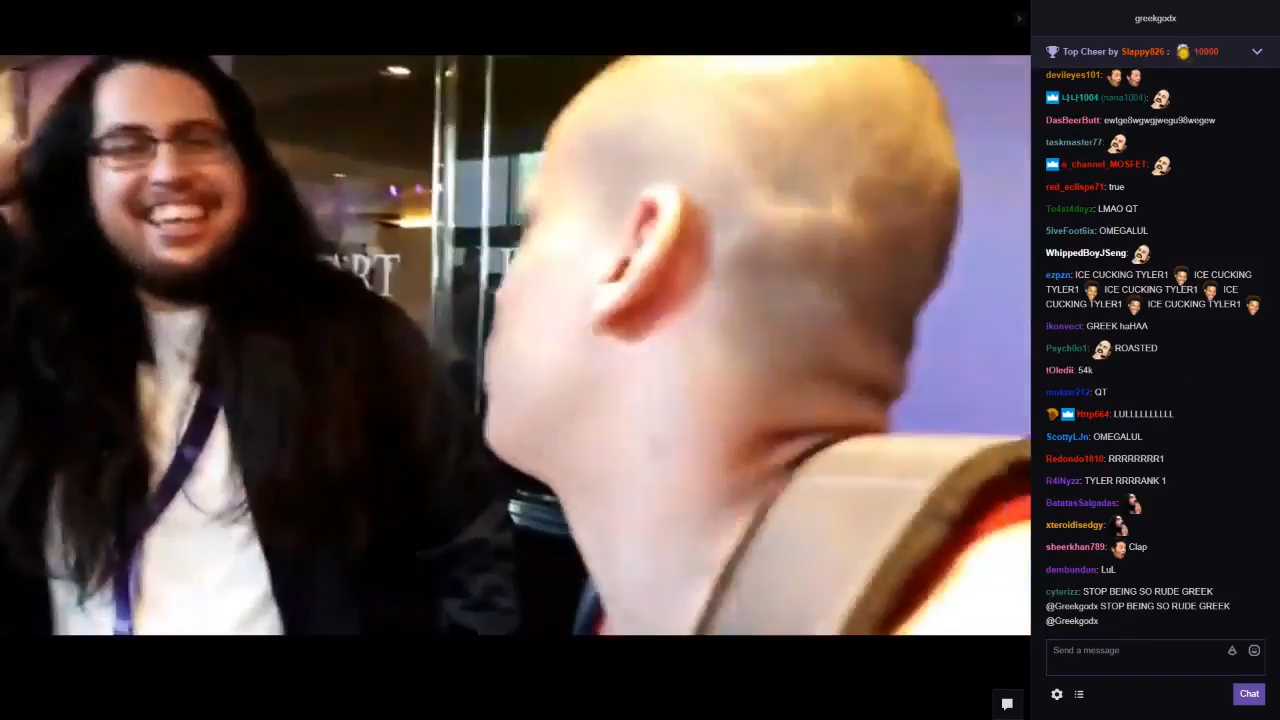 greekgodx
Top Cheer by Slappy826 : 10000
devileyes101:
나나1004 (nana1004):
DasBeerButt: ewtge8wgwgjwegu98wegew
taskmaster77:
n_channel_MOSFET:
red_eclispe71: true
To4st4dayz: LMAO QT
5iveFoot6ix: OMEGALUL
WhippedBoyJSeng:
ezpzn: ICE CUCKING TYLER1 ICE CUCKING
TYLER1 ICE CUCKING TYLER1 ICE
CUCKING TYLER1 ICE CUCKING TYLER1
ikonvect: GREEK haHAA
Psych0o1: ROASTED
tOledii: 54k
muktar212: QT
Http664: LULLLLLLLLLL
ScottyLJn: OMEGALUL
Redondo1810: RRRRRRRR1
R4iNyzz: TYLER RRRRANK 1
BatatasSalgadas:
xteroidisedgy:
sheerkhan789: Clap
dembundun: LuL
cyterizz: STOP BEING SO RUDE GREEK
@Greekgodx STOP BEING SO RUDE GREEK
@Greekgodx
Send a message
Chat